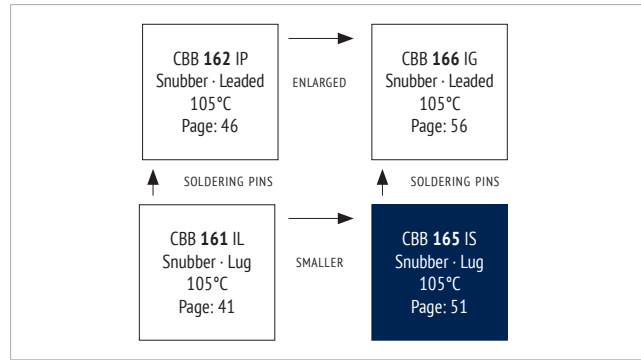 CBB 162 IP
Snubber · Leaded
105°C
Page: 46
ENLARGED
CBB 166 IG
Snubber · Leaded
105°C
Page: 56
SOLDERING PINS
SOLDERING PINS
CBB 161 IL
Snubber · Lug
105°C
Page: 41
SMALLER
CBB 165 IS
Snubber · Lug
105°C
Page: 51